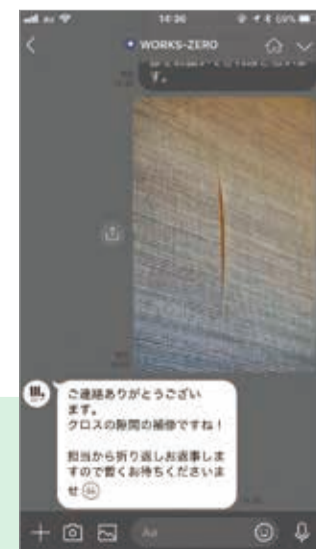 14:36
WORKS-ZERO
す。
ご連絡ありがとうござい
ます。
クロスの隙間の補修ですね！
担当から折り返しお返事しま
すので暫くお待ちくださいま
せ
Aa